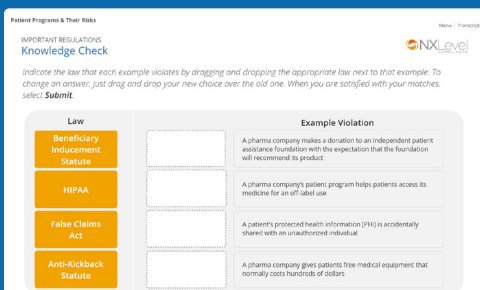 Patient Programs & Their Risks
Menu | Transcript
IMPORTANT REGULATIONS
Knowledge Check
NXLevel
Indicate the law that each example violates by dragging and dropping the appropriate law next to that example. To
change an answer, just drag and drop your new choice over the old one. When you are satisfied with your matches,
select Submit.
Law
Example Violation
Beneficiary
Inducement
Statute
A pharma company makes a donation to an independent patient
assistance foundation with the expectation that the foundation
will recommend its product
HIPAA
A pharma company's patient program helps patients access its
medicine for an off-label use
False Claims
Act
A patient's protected health information (PHI) is accidentally
shared with an unauthorized individual
Anti-Kickback
Statute
A pharma company gives patients free medical equipment that
normally costs hundreds of dollars